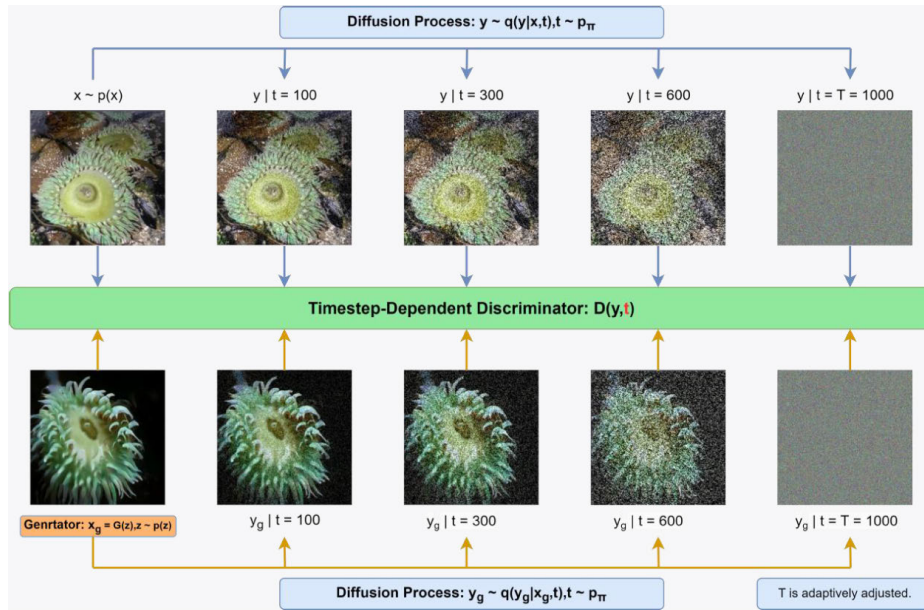 Diffusion Process: y ~ q(y|x,t),t ~ pπ
x ~ p(x)
y | t = 100
y | t = 300
y | t = 600
y | t = T = 1000
Timestep-Dependent Discriminator: D(y,t)
Genrtator: xg = G(z),z ~ p(z)
yg | t = 100
yg | t = 300
yg | t = 600
yg | t = T = 1000
Diffusion Process: yg ~ q(yg|xg,t),t ~ pπ
T is adaptively adjusted.